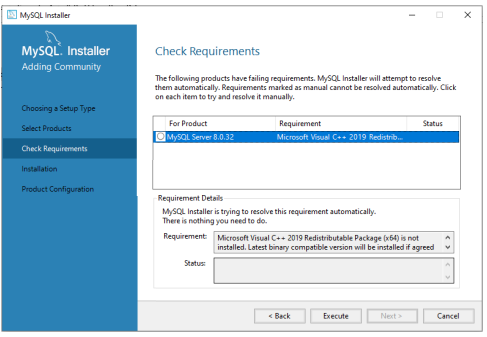 MySQL Installer
MySQL. Installer
Adding Community
Choosing a Setup Type
Select Products
Check Requirements
Installation
Product Configuration
Check Requirements
The following products have failing requirements. MySQL Installer will attempt to resolve
them automatically. Requirements marked as manual cannot be resolved automatically. Click
on each item to try and resolve it manually.
For Product Requirement Status
MySQL Server 8.0.32 Microsoft Visual C++ 2019 Redistrib...
Requirement Details
MySQL Installer is trying to resolve this requirement automatically.
There is nothing you need to do.
Requirement: Microsoft Visual C++ 2019 Redistributable Package (x64) is not
installed. Latest binary compatible version will be installed if agreed
Status:
< Back Execute Next > Cancel